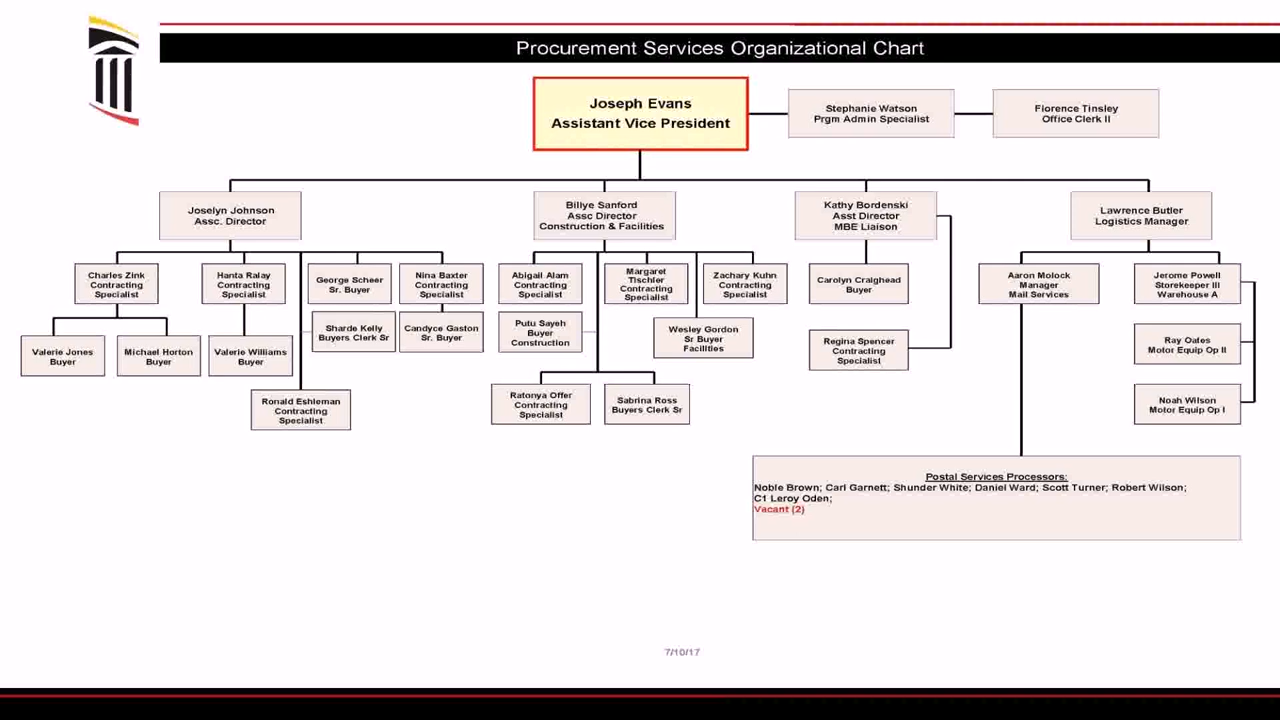 Procurement Services Organizational Chart
Joseph Evans
Assistant Vice President
Stephanie Watson
Prgm Admin Specialist
Florence Tinsley
Office Clerk II
Joselyn Johnson
Assc. Director
Billye Sanford
Assc Director
Construction & Facilities
Kathy Bordenski
Asst Director
MBE Liaison
Lawrence Butler
Logistics Manager
Charles Zink
Contracting
Specialist
Hanta Ralay
Contracting
Specialist
George Scheer
Sr. Buyer
Nina Baxter
Contracting
Specialist
Abigail Alam
Contracting
Specialist
Margaret
Tischler
Contracting
Specialist
Zachary Kuhn
Contracting
Specialist
Carolyn Craighead
Buyer
Aaron Molock
Manager
Mail Services
Jerome Powell
Storekeeper III
Warehouse A
Sharde Kelly
Buyers Clerk Sr
Candyce Gaston
Sr. Buyer
Putu Sayeh
Buyer
Construction
Wesley Gordon
Sr Buyer
Facilities
Regina Spencer
Contracting
Specialist
Ray Oates
Motor Equip Op II
Valerie Jones
Buyer
Michael Horton
Buyer
Valerie Williams
Buyer
Ronald Eshleman
Contracting
Specialist
Ratonya Offer
Contracting
Specialist
Sabrina Ross
Buyers Clerk Sr
Noah Wilson
Motor Equip Op I
Postal Services Processors:
Noble Brown; Carl Garnett; Shunder White; Daniel Ward; Scott Turner; Robert Wilson;
C1 Leroy Oden;
Vacant (2)
7/10/17